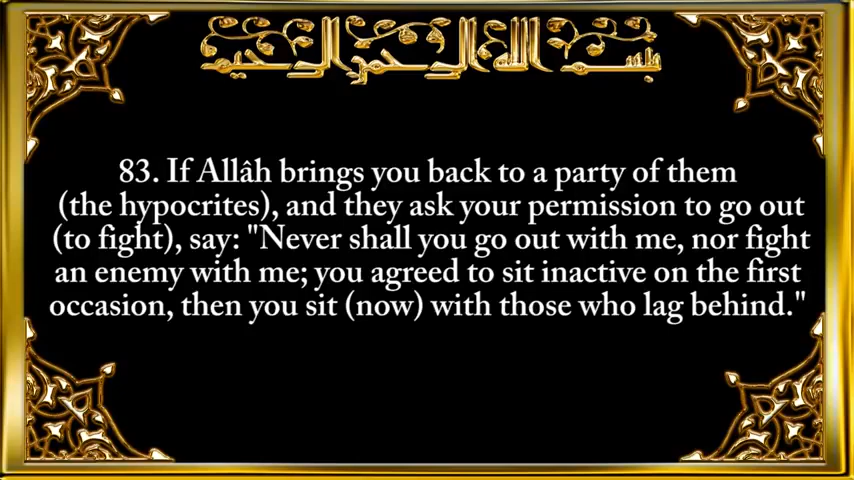 بسم الله الرحمن الرحيم
83. If Allâh brings you back to a party of them
(the hypocrites), and they ask your permission to go out
(to fight), say: "Never shall you go out with me, nor fight
an enemy with me; you agreed to sit inactive on the first
occasion, then you sit (now) with those who lag behind."